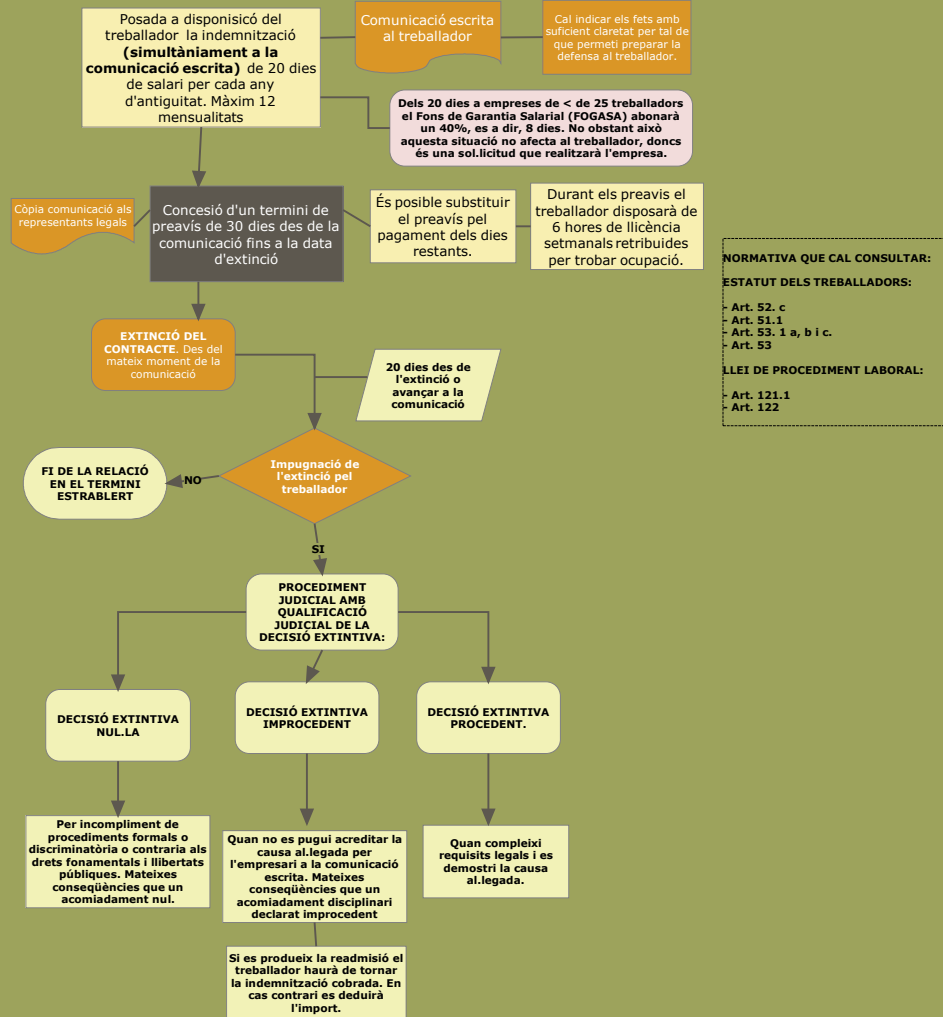 Posada a disponisicó del
treballador la indemnització
(simultàniament a la
comunicació escrita) de 20 dies
de salari per cada any
d'antiguitat. Màxim 12
mensualitats
Comunicació escrita
al treballador
Cal indicar els fets amb
suficient claretat per tal de
que permeti preparar la
defensa al treballador.
Dels 20 dies a empreses de < de 25 treballadors
el Fons de Garantia Salarial (FOGASA) abonarà
un 40%, es a dir, 8 dies. No obstant això
aquesta situació no afecta al treballador, doncs
és una sol.licitud que realitzarà l'empresa.
Còpia comunicació als
representants legals
Concesió d'un termini de
preavís de 30 dies des de la
comunicació fins a la data
d'extinció
És posible substituir
el preavís pel
pagament dels dies
restants.
Durant els preavis el
treballador disposarà de
6 hores de llicència
setmanals retribuides
per trobar ocupació.
NORMATIVA QUE CAL CONSULTAR:
ESTATUT DELS TREBALLADORS:
- Art. 52. c
- Art. 51.1
- Art. 53. 1 a, b i c.
- Art. 53
LLEI DE PROCEDIMENT LABORAL:
- Art. 121.1
- Art. 122
EXTINCIÓ DEL
CONTRACTE. Des del
mateix moment de la
comunicació
20 dies des de
l'extinció o
avançar a la
comunicació
Impugnació de
l'extinció pel
treballador
NO
FI DE LA RELACIÓ
EN EL TERMINI
ESTRABLERT
SI
PROCEDIMENT
JUDICIAL AMB
QUALIFICACIÓ
JUDICIAL DE LA
DECISIÓ EXTINTIVA:
DECISIÓ EXTINTIVA
NUL.LA
DECISIÓ EXTINTIVA
IMPROCEDENT
DECISIÓ EXTINTIVA
PROCEDENT.
Per incompliment de
procediments formals o
discriminatòria o contraria als
drets fonamentals i llibertats
públiques. Mateixes
conseqüències que un
acomiadament nul.
Quan no es pugui acreditar la
causa al.legada per
l'empresari a la comunicació
escrita. Mateixes
conseqüències que un
acomiadament disciplinari
declarat improcedent
Quan compleixi
requisits legals i es
demostri la causa
al.legada.
Si es produeix la readmisió el
treballador haurà de tornar
la indemnització cobrada. En
cas contrari es deduirà
l'import.